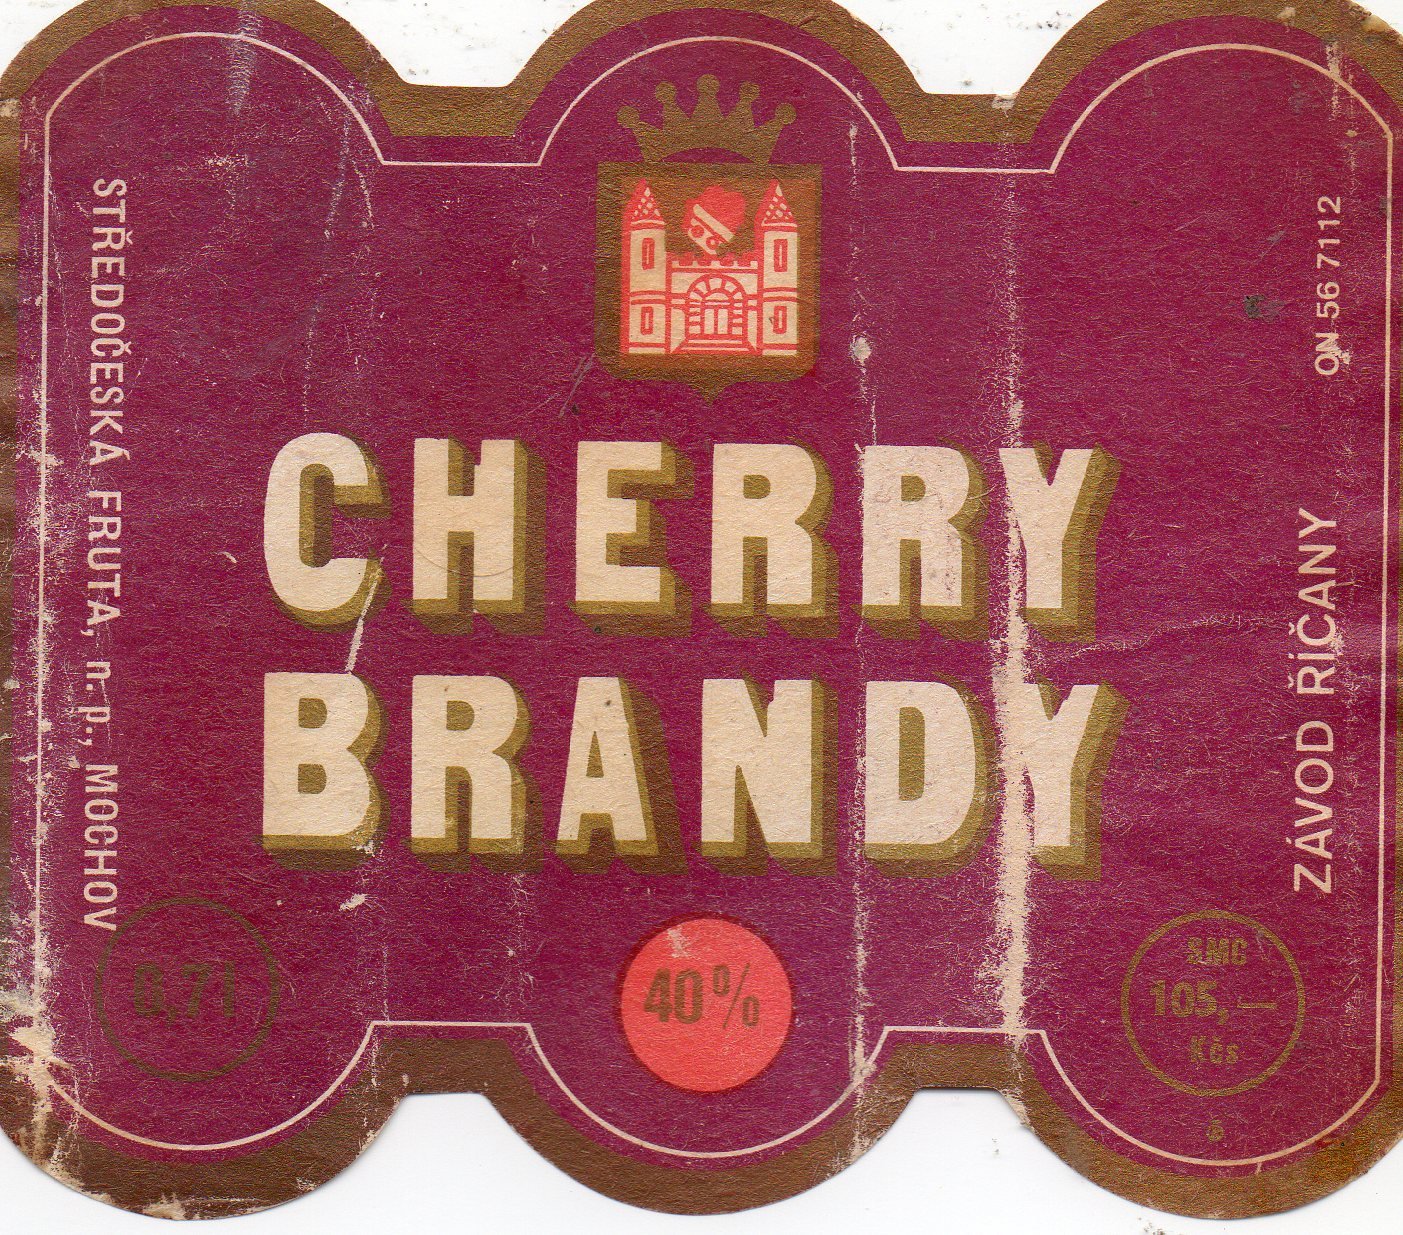 STŘEDOČESKÁ FRUTA, n. p., MOCHOV
CHERRY
BRANDY
ON 56 7112
ZÁVOD ŘÍČANY
0,7 l
40%
SMC
105,—
Kčs